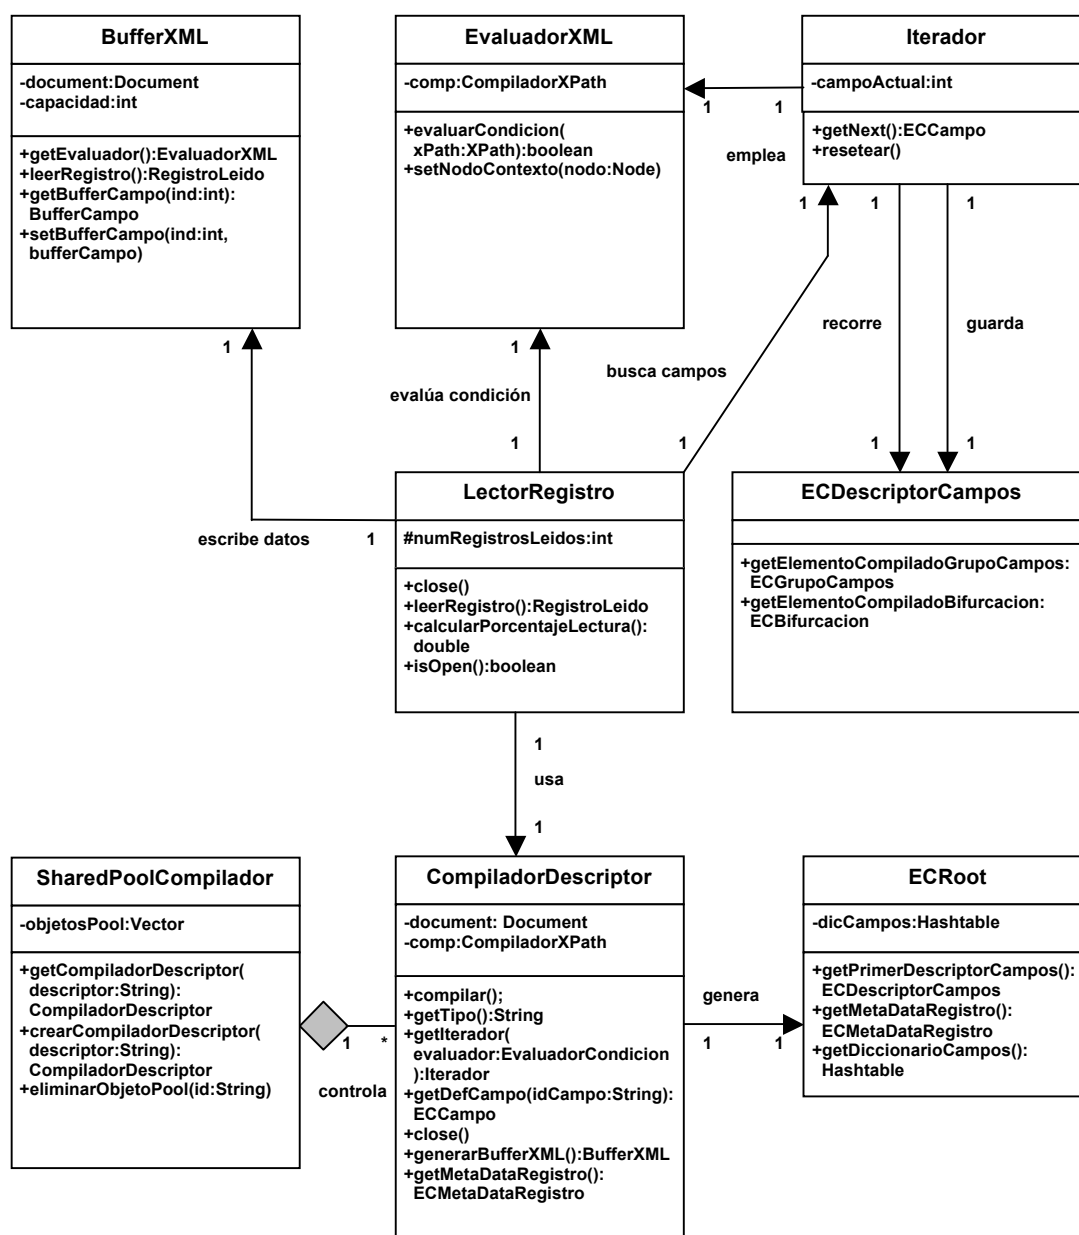 BufferXML
-document:Document
-capacidad:int
+getEvaluador():EvaluadorXML
+leerRegistro():RegistroLeido
+getBufferCampo(ind:int):
BufferCampo
+setBufferCampo(ind:int,
bufferCampo)
EvaluadorXML
-comp:CompiladorXPath
+evaluarCondicion(
xPath:XPath):boolean
+setNodoContexto(nodo:Node)
Iterador
-campoActual:int
+getNext():ECCampo
+resetear()
1
1
emplea
1
1
1
1
recorre
guarda
1
1
busca campos
evalúa condición
1
1
1
1
LectorRegistro
#numRegistrosLeidos:int
+close()
+leerRegistro():RegistroLeido
+calcularPorcentajeLectura():
double
+isOpen():boolean
escribe datos
1
ECDescriptorCampos
+getElementoCompiladoGrupoCampos:
ECGrupoCampos
+getElementoCompiladoBifurcacion:
ECBifurcacion
1
usa
1
SharedPoolCompilador
-objetosPool:Vector
+getCompiladorDescriptor(
descriptor:String):
CompiladorDescriptor
+crearCompiladorDescriptor(
descriptor:String):
CompiladorDescriptor
+eliminarObjetoPool(id:String)
1
*
controla
CompiladorDescriptor
-document: Document
-comp:CompiladorXPath
+compilar();
+getTipo():String
+getIterador(
evaluador:EvaluadorCondicion
):Iterador
+getDefCampo(idCampo:String):
ECCampo
+close()
+generarBufferXML():BufferXML
+getMetaDataRegistro():
ECMetaDataRegistro
genera
1
1
ECRoot
-dicCampos:Hashtable
+getPrimerDescriptorCampos():
ECDescriptorCampos
+getMetaDataRegistro():
ECMetaDataRegistro
+getDiccionarioCampos():
Hashtable